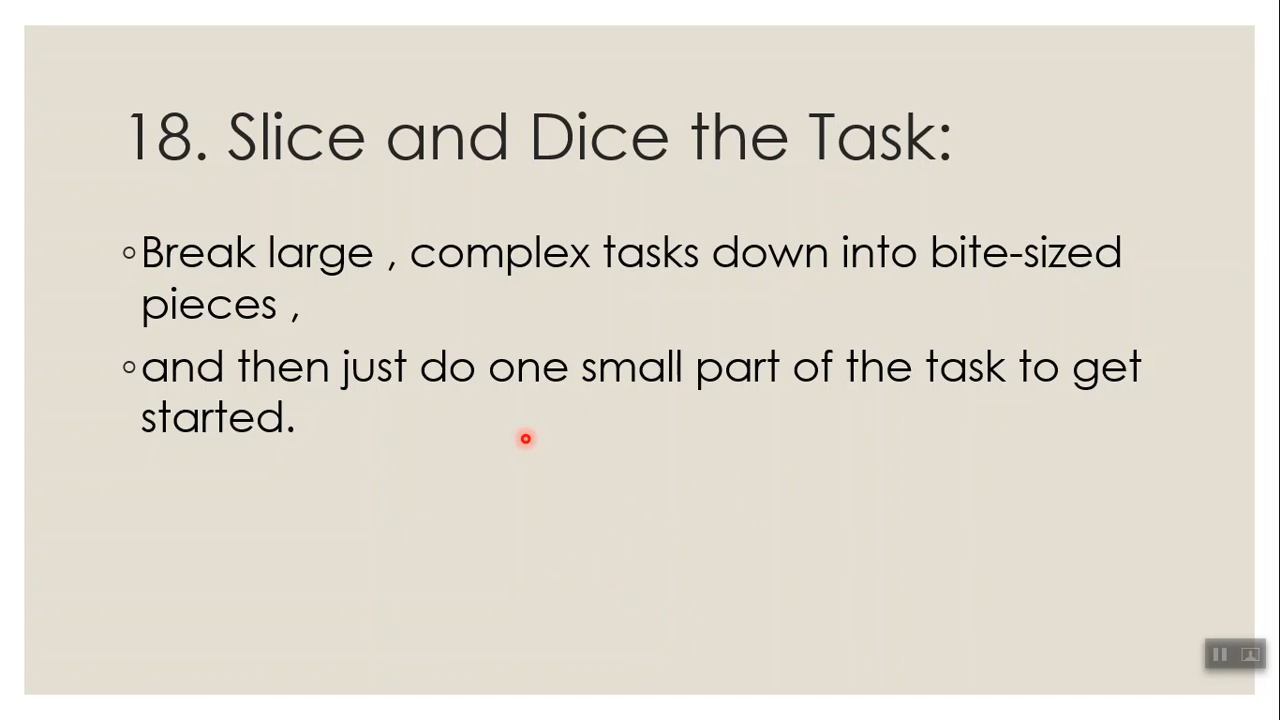 18. Slice and Dice the Task:
◦Break large , complex tasks down into bite-sized
pieces ,
◦and then just do one small part of the task to get
started.